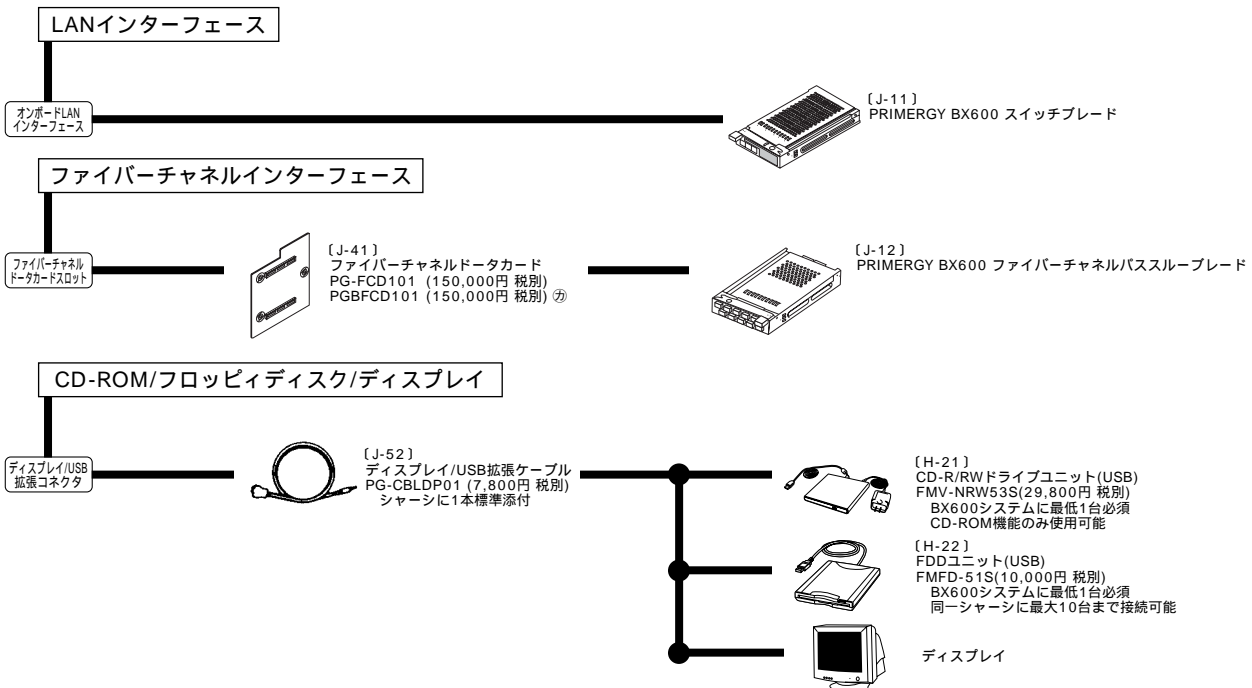 LANインターフェース
オンボードLAN
インターフェース
〔J-11〕
PRIMERGY BX600 スイッチブレード
ファイバーチャネルインターフェース
ファイバーチャネル
ドータカードスロット
〔J-41〕
ファイバーチャネルドータカード
PG-FCD101 (150,000円 税別)
PGBFCD101 (150,000円 税別) ㋕
〔J-12〕
PRIMERGY BX600 ファイバーチャネルパススルーブレード
CD-ROM/フロッピィディスク/ディスプレイ
ディスプレイ/USB
拡張コネクタ
〔J-52〕
ディスプレイ/USB拡張ケーブル
PG-CBLDP01 (7,800円 税別)
シャーシに1本標準添付
〔H-21〕
CD-R/RWドライブユニット(USB)
FMV-NRW53S(29,800円 税別)
BX600システムに最低1台必須
CD-ROM機能のみ使用可能
〔H-22〕
FDDユニット(USB)
FMFD-51S(10,000円 税別)
BX600システムに最低1台必須
同一シャーシに最大10台まで接続可能
ディスプレイ